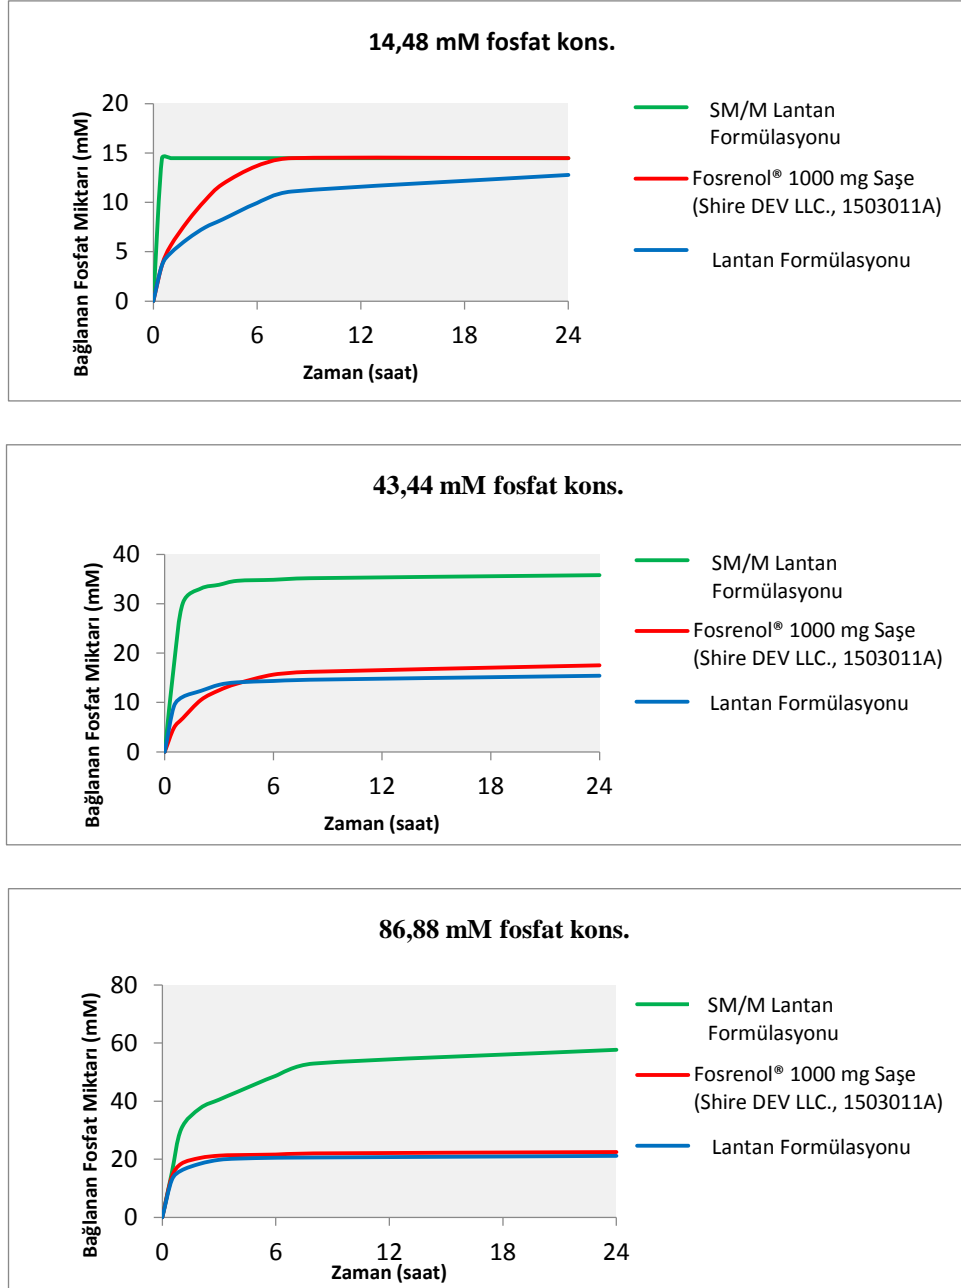 14,48 mM fosfat kons.
Bağlanan Fosfat Miktarı (mM)
20
15
10
5
0
0 6 12 18 24
Zaman (saat)
SM/M Lantan
Formülasyonu
Fosrenol® 1000 mg Saşe
(Shire DEV LLC., 1503011A)
Lantan Formülasyonu
43,44 mM fosfat kons.
Bağlanan Fosfat Miktarı (mM)
40
30
20
10
0
0 6 12 18 24
Zaman (saat)
SM/M Lantan
Formülasyonu
Fosrenol® 1000 mg Saşe
(Shire DEV LLC., 1503011A)
Lantan Formülasyonu
86,88 mM fosfat kons.
Bağlanan Fosfat Miktarı (mM)
80
60
40
20
0
0 6 12 18 24
Zaman (saat)
SM/M Lantan
Formülasyonu
Fosrenol® 1000 mg Saşe
(Shire DEV LLC., 1503011A)
Lantan Formülasyonu